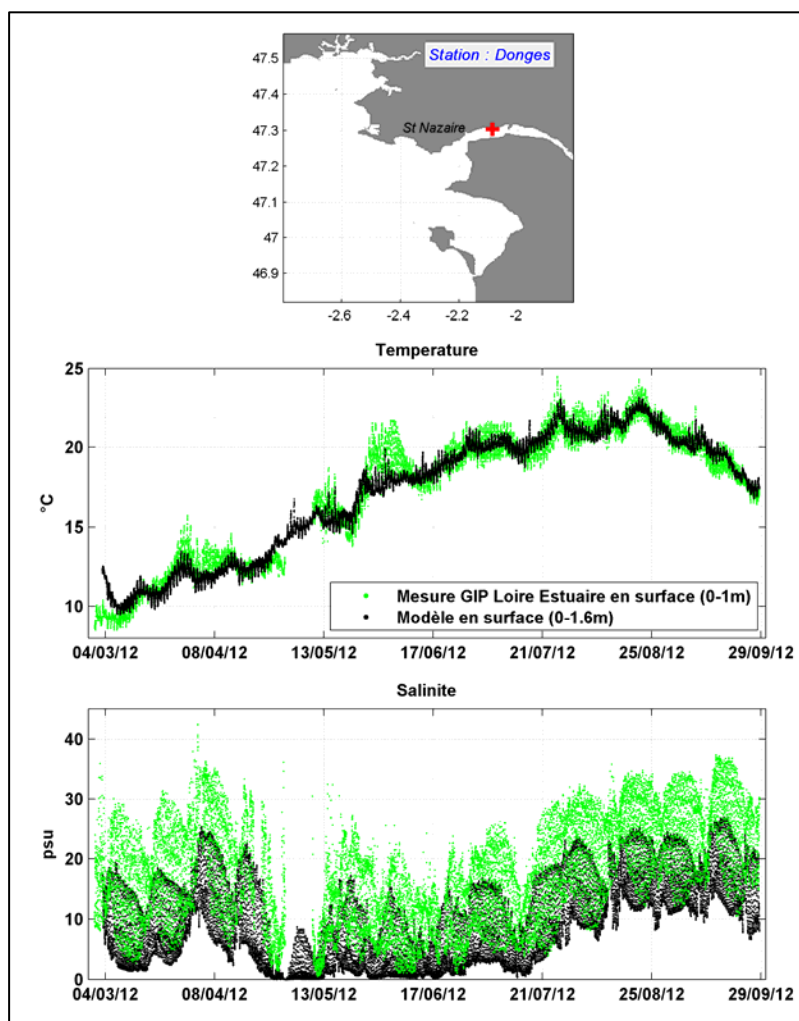 Station : Donges
47.5
47.4
St Nazaire
47.3
47.2
47.1
47
46.9
-2.6 -2.4 -2.2 -2
Temperature
25
20
°C
15
10
Mesure GIP Loire Estuaire en surface (0-1m)
Modèle en surface (0-1.6m)
04/03/12 08/04/12 13/05/12 17/06/12 21/07/12 25/08/12 29/09/12
Salinite
40
30
psu
20
10
0
04/03/12 08/04/12 13/05/12 17/06/12 21/07/12 25/08/12 29/09/12